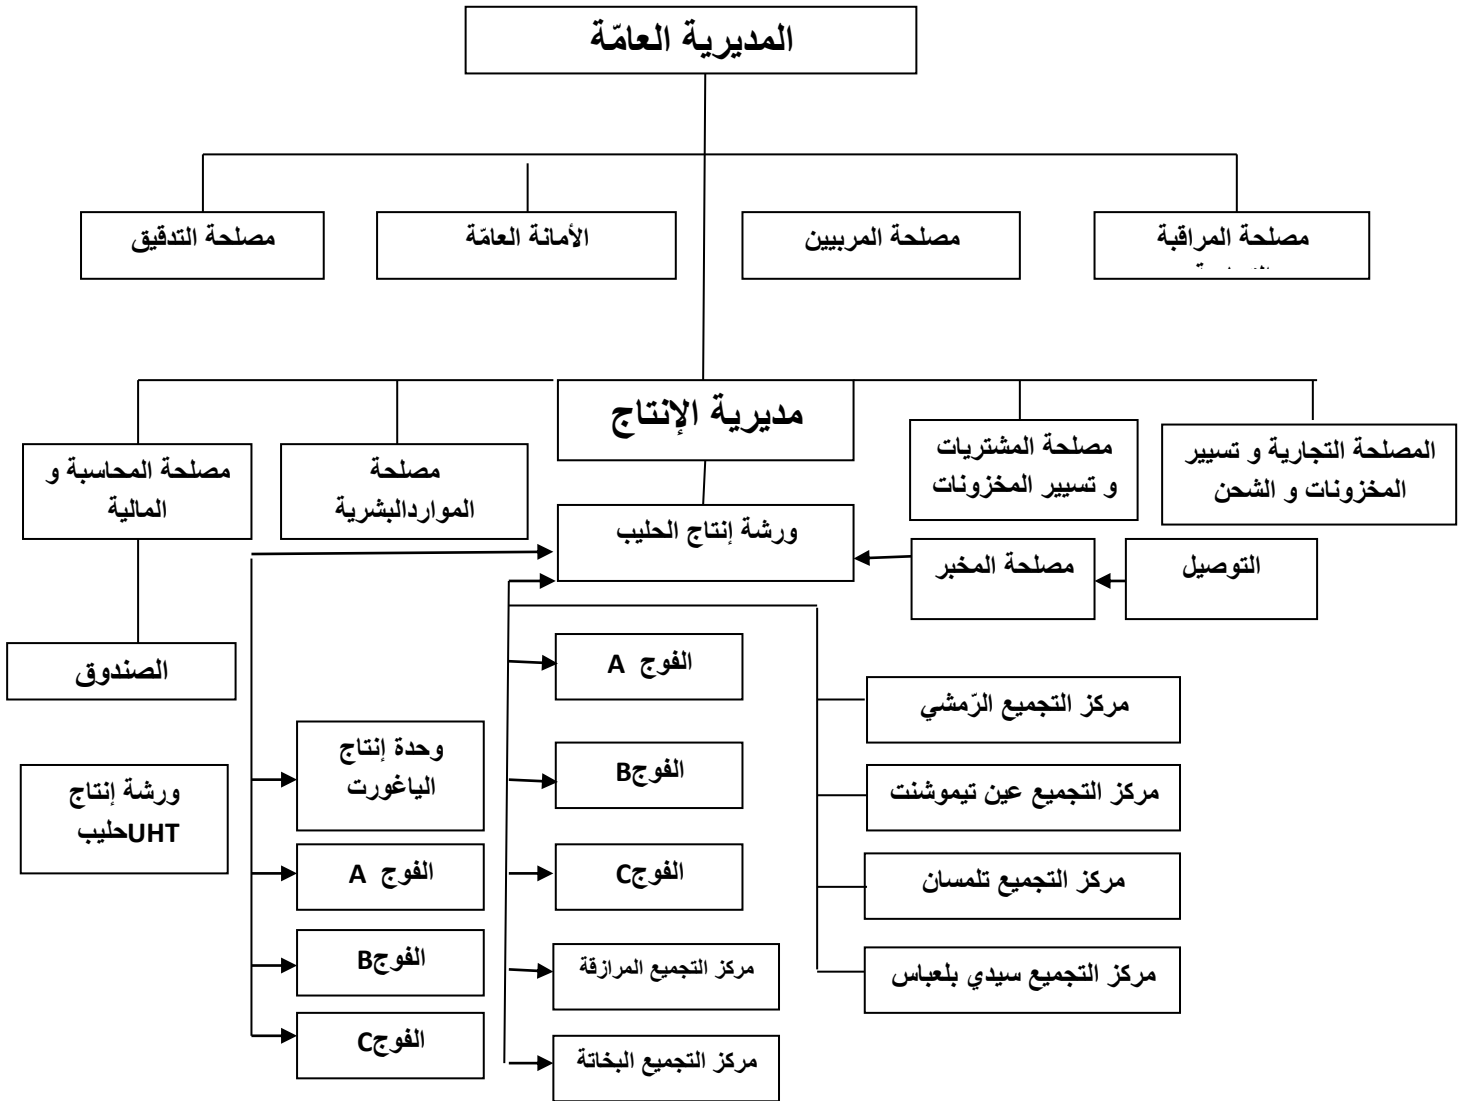 المديرية العامّة
مصلحة المراقبة
مصلحة المربيين
الأمانة العامّة
مصلحة التدقيق
مديرية الإنتاج
المصلحة التجارية و تسيير
المخزونات و الشحن
مصلحة المشتريات
و تسيير المخزونات
مصلحة
المواردالبشرية
مصلحة المحاسبة و
المالية
ورشة إنتاج الحليب
التوصيل
مصلحة المخبر
الصندوق
الفوج A
الفوجB
الفوجC
مركز التجميع المرازقة
مركز التجميع البخاتة
مركز التجميع الرّمشي
مركز التجميع عين تيموشنت
مركز التجميع تلمسان
مركز التجميع سيدي بلعباس
وحدة إنتاج
الياغورت
الفوج A
الفوجB
الفوجC
ورشة إنتاج
حليبUHT